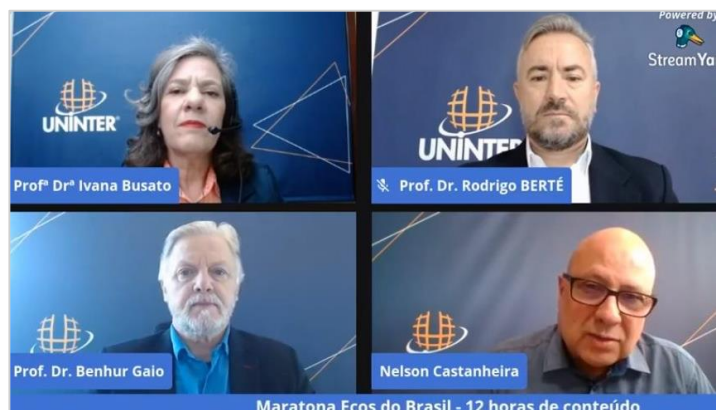 Powered by
StreamYa
UNINTER
UNINTER
Profª Drª Ivana Busato
Prof. Dr. Rodrigo BERTÉ
Prof. Dr. Benhur Gaio
Nelson Castanheira
Maratona Ecos do Brasil - 12 horas de conteúdo